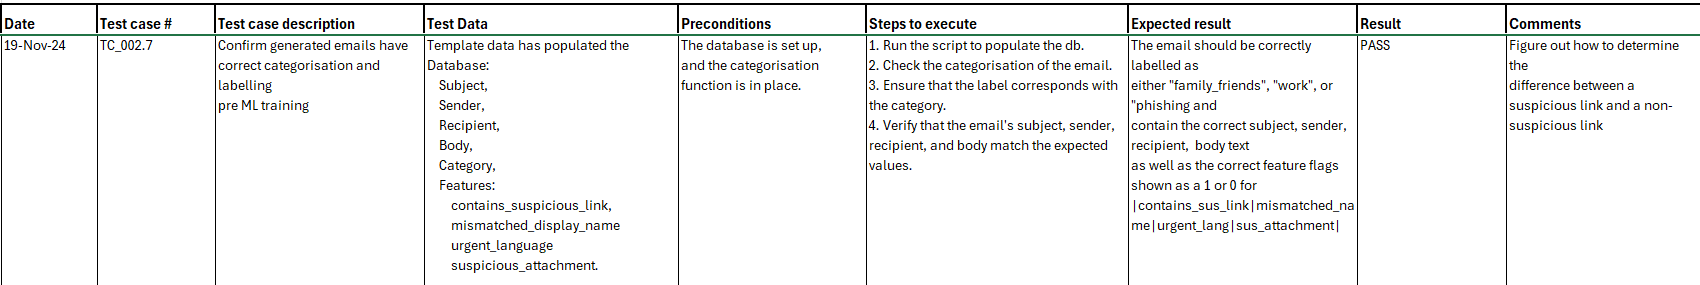 Date
Test case #
Test case description
Test Data
Preconditions
Steps to execute
Expected result
Result
Comments
19-Nov-24
TC_002.7
Confirm generated emails have
correct categorisation and
labelling
pre ML training
Template data has populated the
Database:
Subject,
Sender,
Recipient,
Body,
Category,
Features:
contains_suspicious_link,
mismatched_display_name
urgent_language
suspicious_attachment.
The database is set up,
and the categorisation
function is in place.
1. Run the script to populate the db.
2. Check the categorisation of the email.
3. Ensure that the label corresponds with
the category.
4. Verify that the email's subject, sender,
recipient, and body match the expected
values.
The email should be correctly
labelled as
either "family_friends", "work", or
"phishing and
contain the correct subject, sender,
recipient,  body text
as well as the correct feature flags
shown as a 1 or 0 for
|contains_sus_link|mismatched_na
me|urgent_lang|sus_attachment|
PASS
Figure out how to determine
the
difference between a
suspicious link and a non-
suspicious link